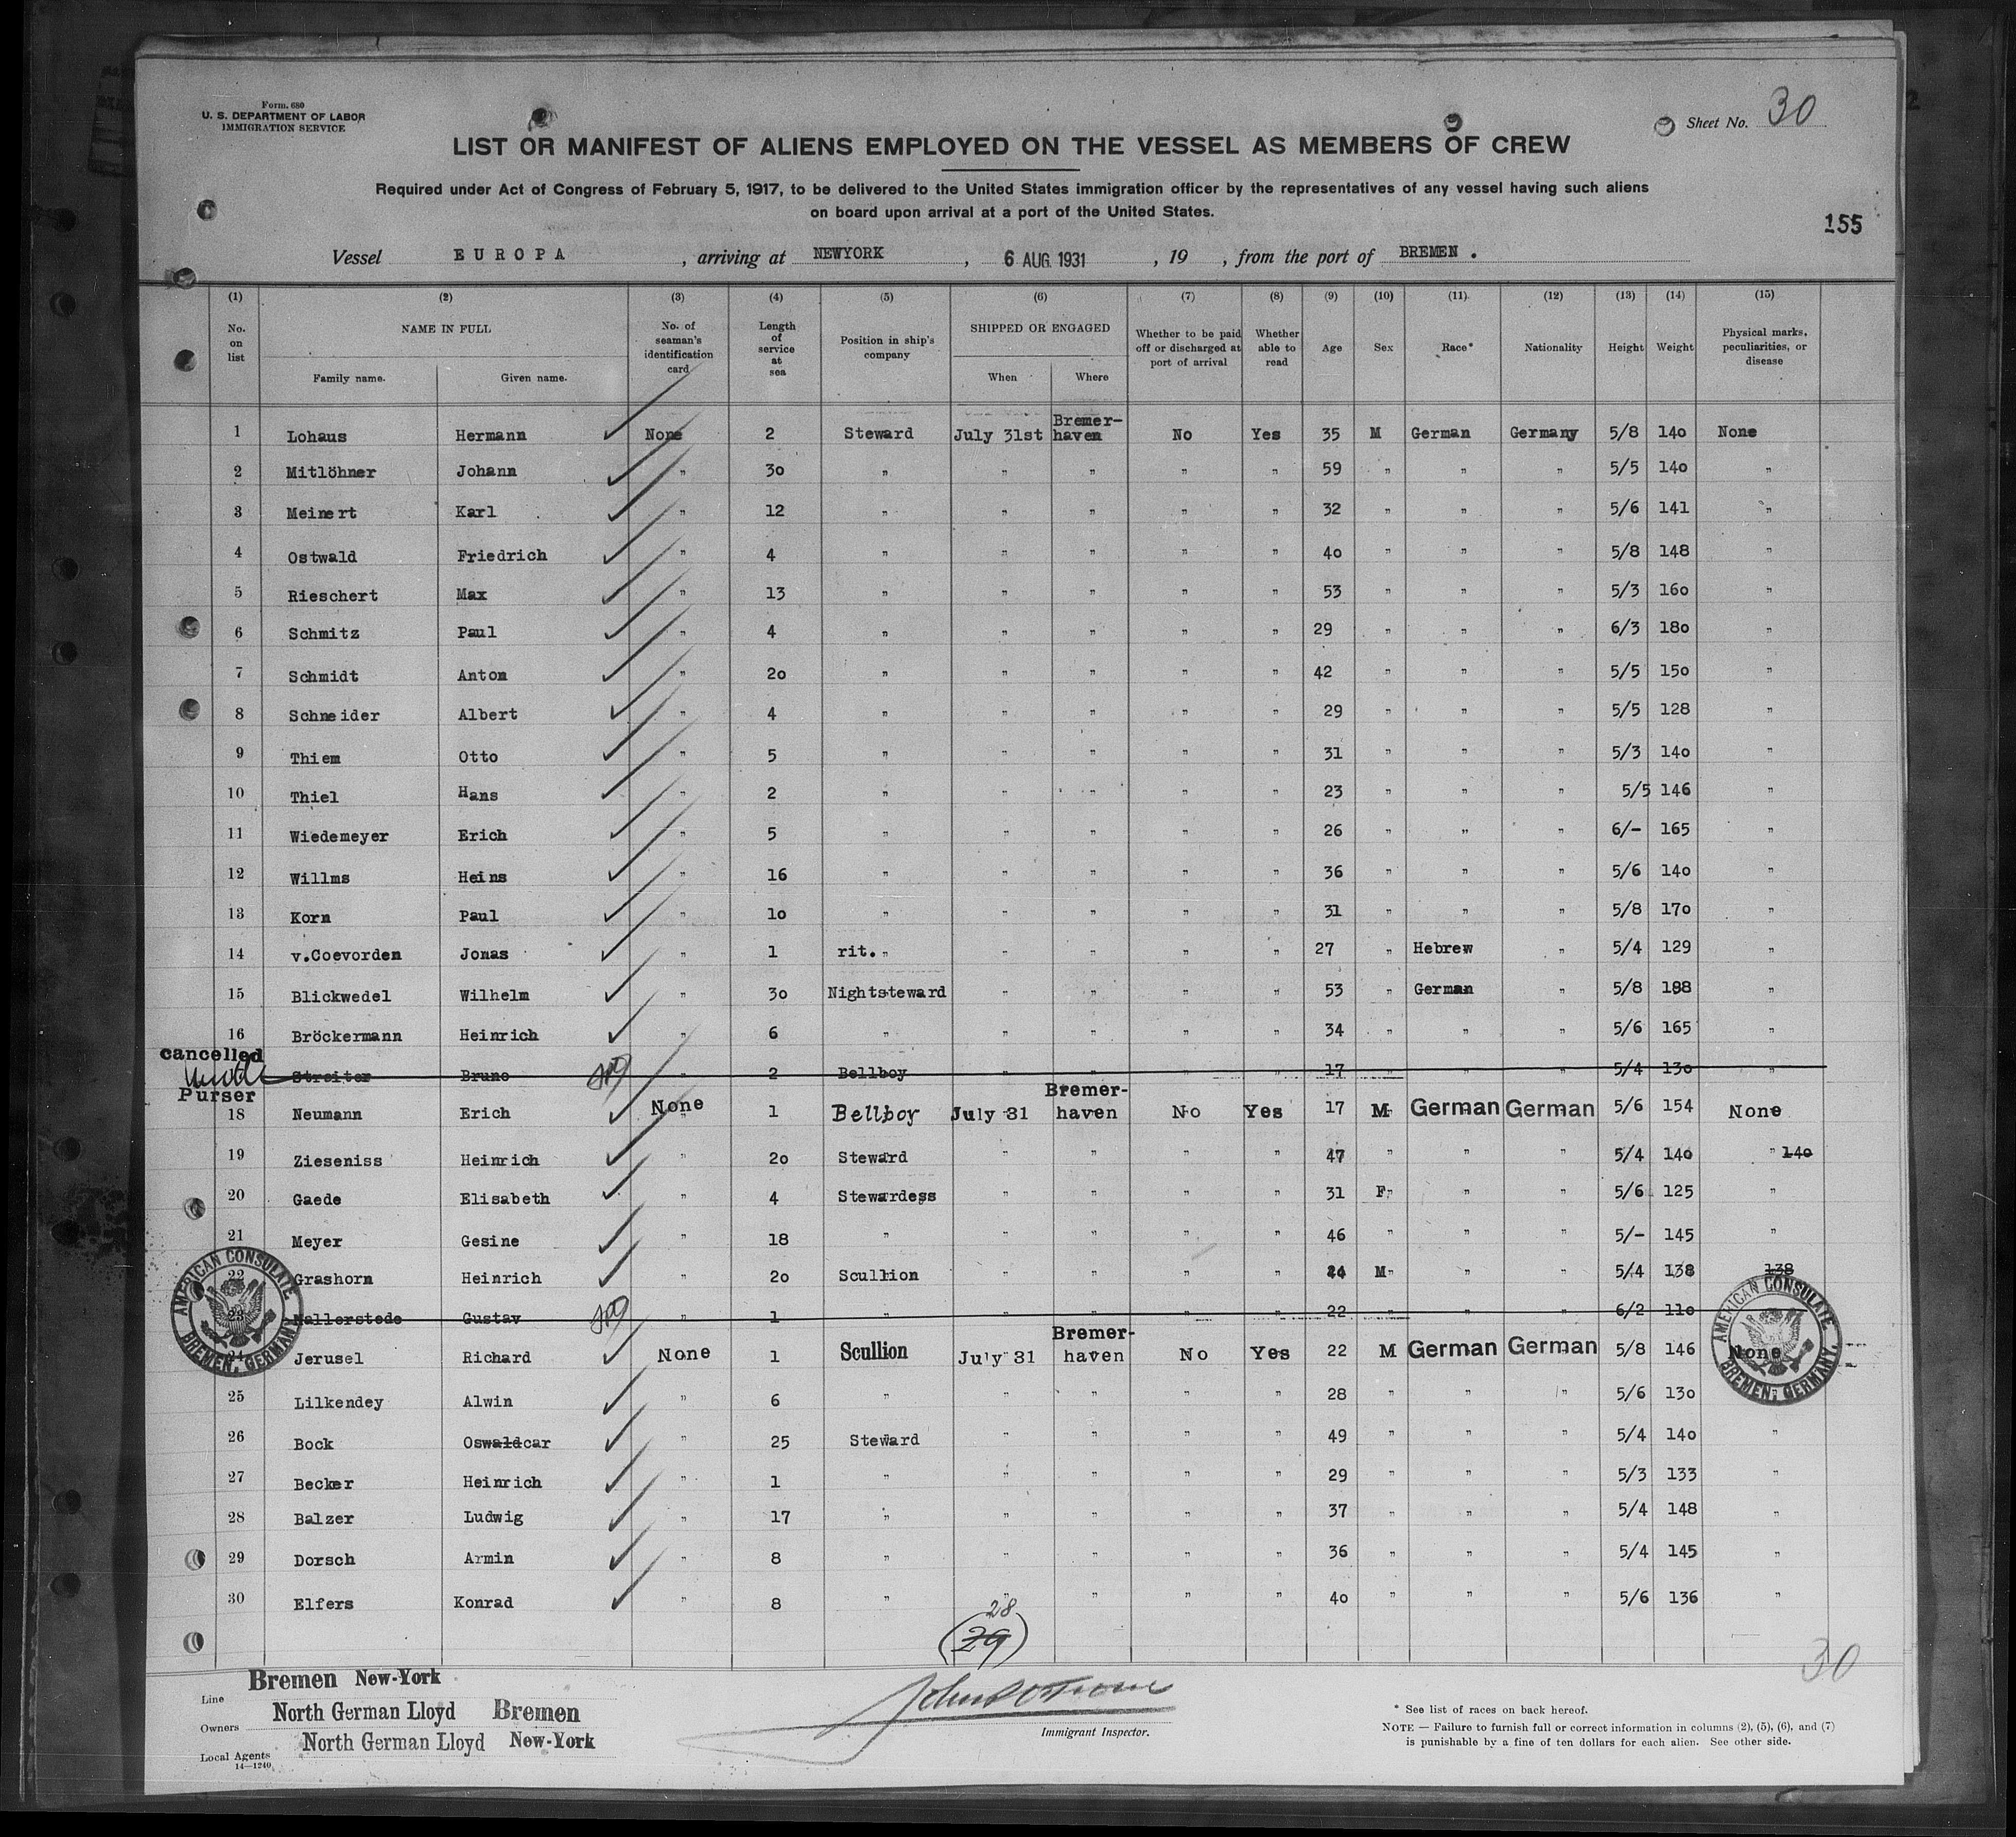 Form. 680
U. S. DEPARTMENT OF LABOR
IMMIGRATION SERVICE
Sheet No. 30
LIST OR MANIFEST OF ALIENS EMPLOYED ON THE VESSEL AS MEMBERS OF CREW
Required under Act of Congress of February 5, 1917, to be delivered to the United States immigration officer by the representatives of any vessel having such aliens
on board upon arrival at a port of the United States.
155
Vessel EUROPA , arriving at NEWYORK , 6 AUG 1931 , 19 , from the port of BREMEN .
(1) (2) (3) (4) (5) (6) (7) (8) (9) (10) (11) (12) (13) (14) (15)
No. on list NAME IN FULL Family name. Given name. No. of seaman's identification card Length of service at sea Position in ship's company SHIPPED OR ENGAGED When Where Whether to be paid off or discharged at port of arrival Whether able to read Age Sex Race* Nationality Height Weight Physical marks, peculiarities, or disease
1 Lohaus Hermann None 2 Steward July 31st Bremer-haven No Yes 35 M German Germany 5/8 140 None
2 Mitlöhner Johann " 30 " " " " " 59 " " " 5/5 140 "
3 Meinert Karl " 12 " " " " " 32 " " " 5/6 141 "
4 Ostwald Friedrich " 4 " " " " " 40 " " " 5/8 148 "
5 Rieschert Max " 13 " " " " " 53 " " " 5/3 160 "
6 Schmitz Paul " 4 " " " " " 29 " " " 6/3 180 "
7 Schmidt Anton " 20 " " " " " 42 " " " 5/5 150 "
8 Schneider Albert " 4 " " " " " 29 " " " 5/5 128 "
9 Thiem Otto " 5 " " " " " 31 " " " 5/3 140 "
10 Thiel Hans " 2 " " " " " 23 " " " 5/5 146 "
11 Wiedemeyer Erich " 5 " " " " " 26 " " " 6/- 165 "
12 Willms Heins " 16 " " " " " 36 " " " 5/6 140 "
13 Korn Paul " 10 " " " " " 31 " " " 5/8 170 "
14 v.Coevorden Jonas " 1 rit. " " " " " 27 " Hebrew " 5/4 129 "
15 Blickwedel Wilhelm " 30 Nightsteward " " " " 53 " German " 5/8 188 "
16 Bröckermann Heinrich " 6 " " " " " 34 " " " 5/6 165 "
cancelled
Streiter Bruno " 2 Bellboy " " " " 17 " " " 5/4 130 "
Purser
18 Neumann Erich None 1 Bellboy July 31 Bremer-haven No Yes 17 M German German 5/6 154 None
19 Zieseniss Heinrich " 20 Steward " " " " 47 " " " 5/4 140 " 140
20 Gaede Elisabeth " 4 Stewardess " " " " 31 F " " 5/6 125 "
21 Meyer Gesine " 18 " " " " " 46 " " " 5/- 145 "
22 Grashorn Heinrich " 20 Scullion " " " " 44 M " " 5/4 138 138
23 Gustav " 1 " " " " " 22 " " " 6/2 110
24 Jerusel Richard None 1 Scullion July 31 Bremer-haven No Yes 22 M German German 5/8 146 None
25 Lilkendey Alwin " 6 " " " " " 28 " " " 5/6 130
26 Bock Oswaldcar " 25 Steward " " " " 49 " " " 5/4 140 "
27 Becker Heinrich " 1 " " " " " 29 " " " 5/3 133 "
28 Balzer Ludwig " 17 " " " " " 37 " " " 5/4 148 "
29 Dorsch Armin " 8 " " " " " 36 " " " 5/4 145 "
30 Elfers Konrad " 8 " " " " " 40 " " " 5/6 136 "
AMERICAN CONSULATE BREMEN, GERMANY.
AMERICAN CONSULATE BREMEN, GERMANY.
28
(29)
30
Line Bremen New-York
Owners North German Lloyd Bremen
Local Agents North German Lloyd New-York
14—1240
Immigrant Inspector.
* See list of races on back hereof.
NOTE — Failure to furnish full or correct information in columns (2), (5), (6), and (7)
is punishable by a fine of ten dollars for each alien. See other side.